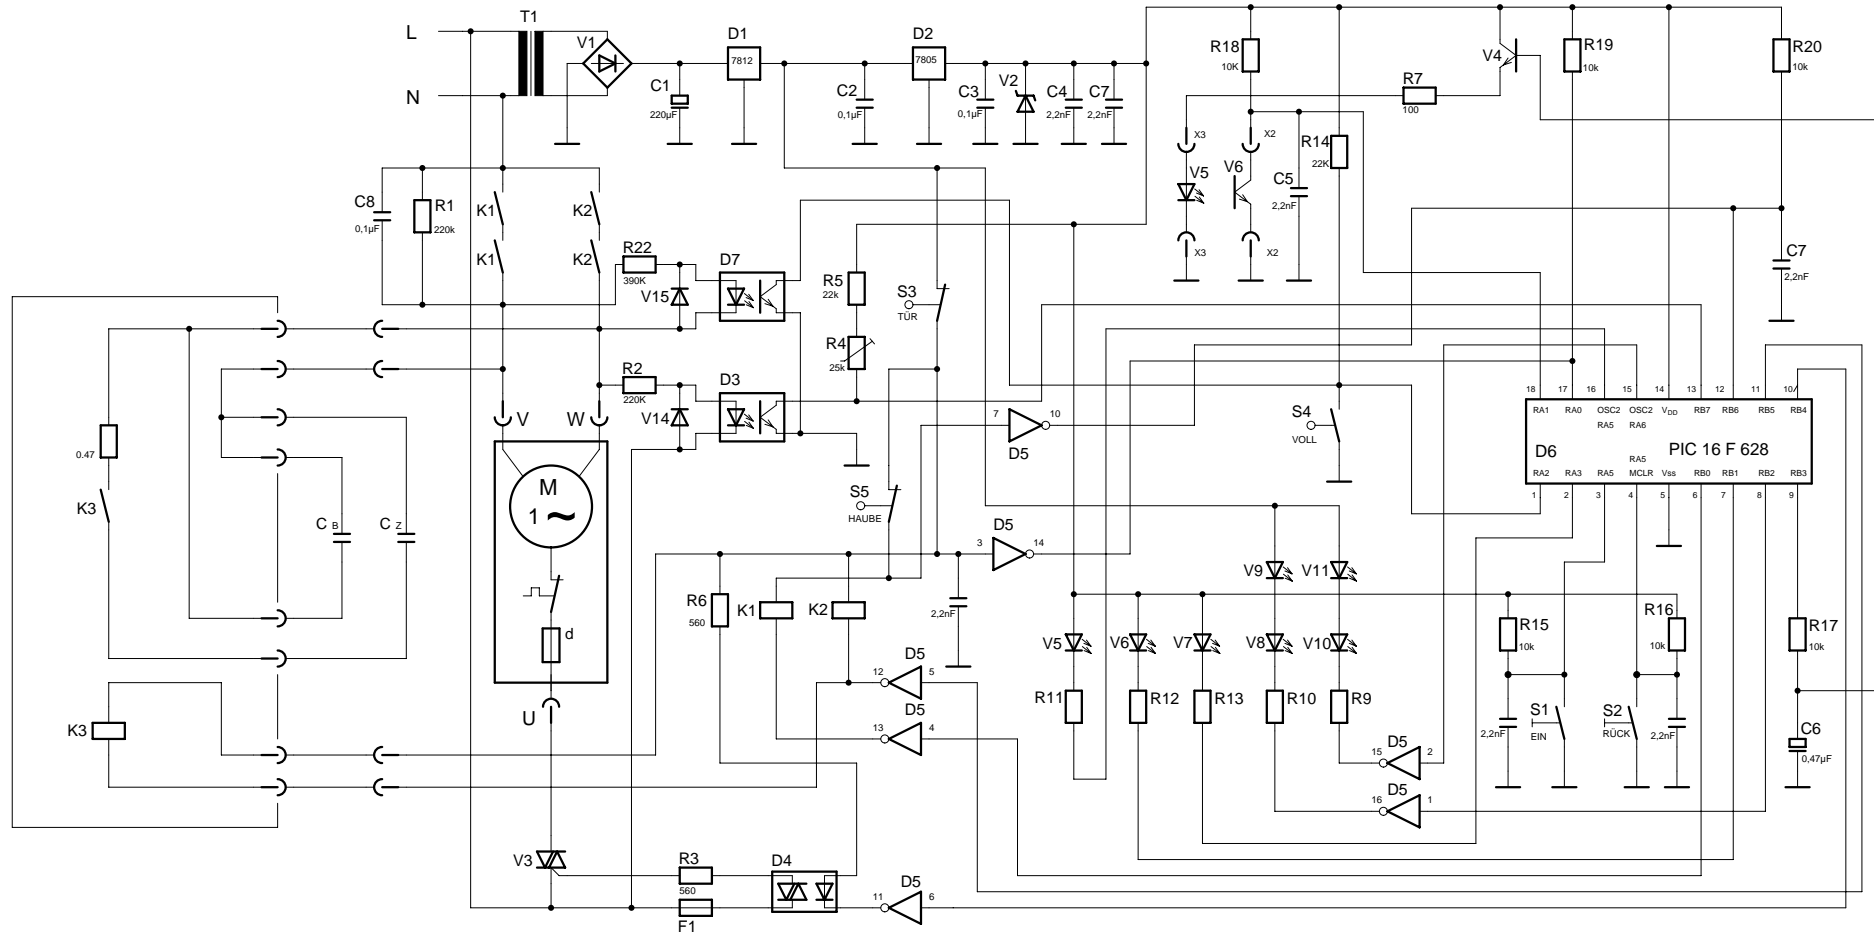 T1
L
N
V1
C1
220µF
D1
7812
C2
0,1µF
D2
7805
C3
0,1µF
V2
C4
2,2nF
C7
2,2nF
R18
10K
R14
22K
R7
100
V4
R19
10k
R20
10k
X3
X2
V5
V6
C5
2,2nF
X3
X2
C7
2,2nF
C8
0,1µF
R1
220k
K1
K2
K1
K2
R22
390K
V15
D7
R5
22k
R4
25k
S3
TÜR
R2
220K
V14
D3
V
W
7
10
D5
S4
VOLL
18
17
16
15
14
13
12
11
10/
RA1
RA0
OSC2
RA5
OSC2
RA6
VDD
RB7
RB6
RB5
RB4
D6
PIC 16 F 628
RA2
RA3
RA5
RA5
MCLR
Vss
RB0
RB1
RB2
RB3
1
2
3
4
5
6
7
8
9
0.47
K3
C B
C Z
M
1 ~
d
U
S5
HAUBE
D5
3
14
R6
560
K1
K2
2,2nF
V9
V11
V5
V6
V7
V8
V10
R11
R12
R13
R10
R9
R15
10k
R16
10k
R17
10k
2,2nF
S1
EIN
S2
RÜCK
2,2nF
C6
0,47µF
K3
D5
12
5
D5
13
4
D5
15
2
D5
16
1
V3
R3
560
F1
D4
D5
11
6